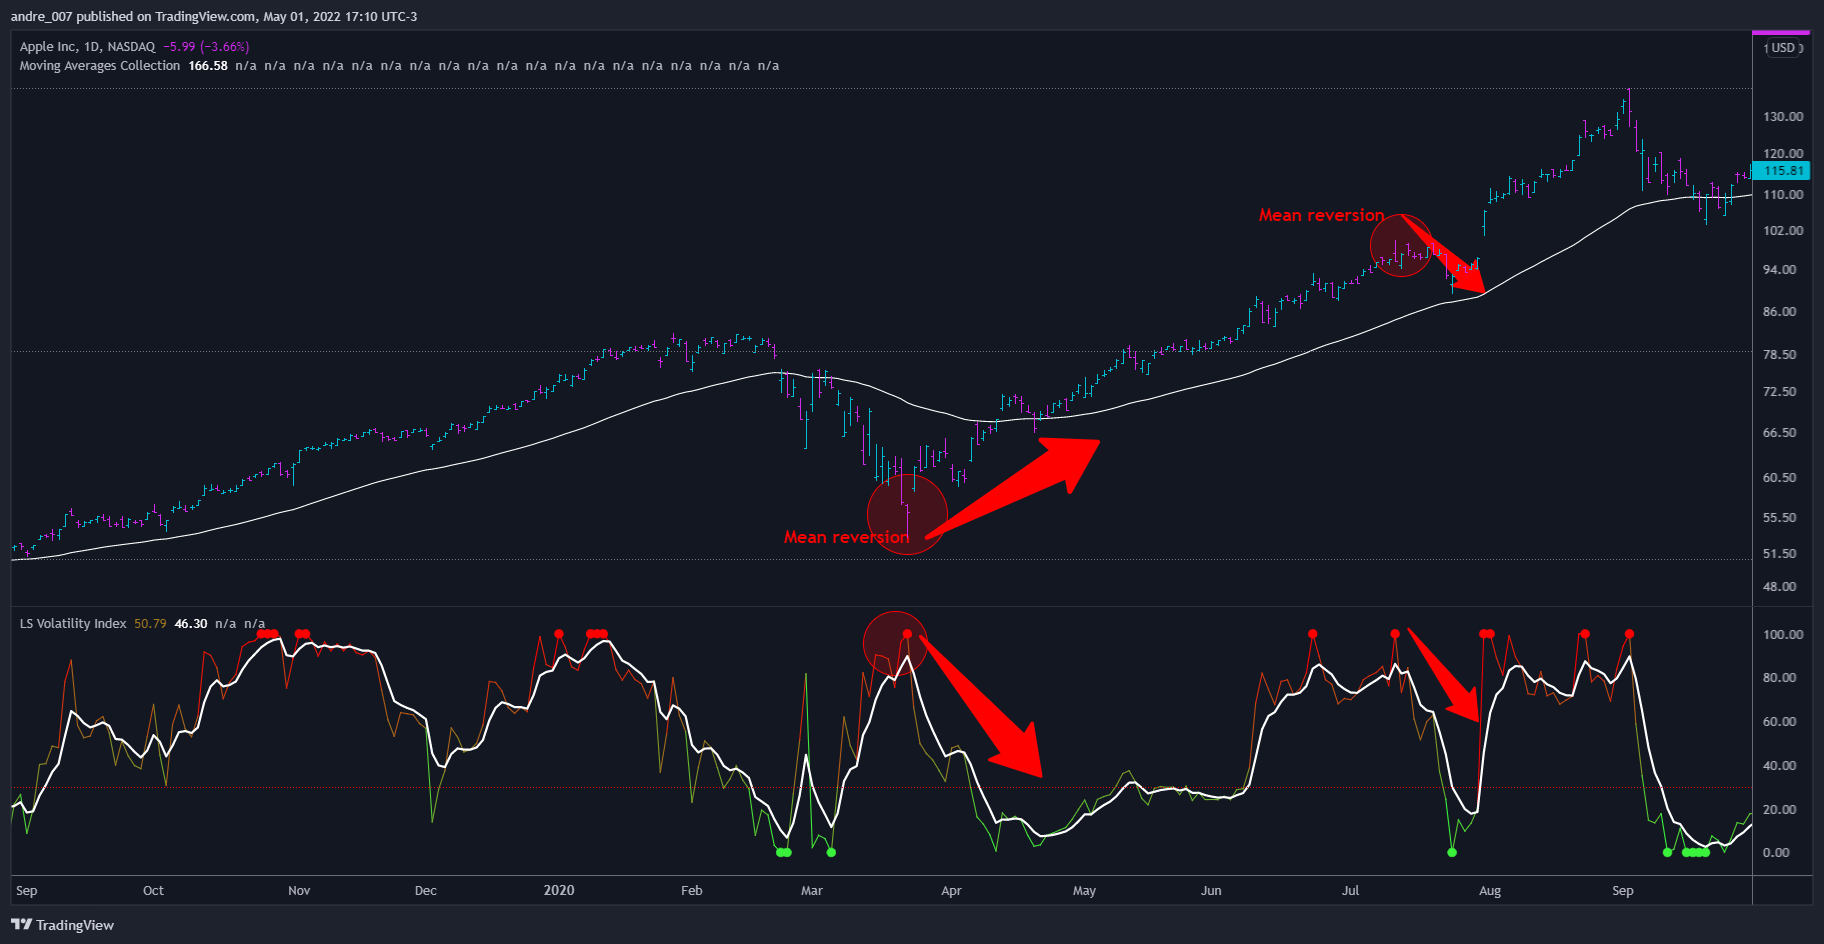 andre_007 published on TradingView.com, May 01, 2022 17:10 UTC-3
Apple Inc, 1D, NASDAQ −5.99 (−3.66%)
USD
Moving Averages Collection 166.58 n/a n/a n/a n/a n/a n/a n/a n/a n/a n/a n/a n/a n/a n/a n/a n/a n/a n/a n/a
130.00
120.00
115.81
110.00
Mean reversion
102.00
94.00
86.00
78.50
72.50
66.50
60.50
55.50
Mean reversion
51.50
48.00
LS Volatility Index 50.79 46.30 n/a n/a
100.00
80.00
60.00
40.00
20.00
0.00
Sep Oct Nov Dec 2020 Feb Mar Apr May Jun Jul Aug Sep
TradingView